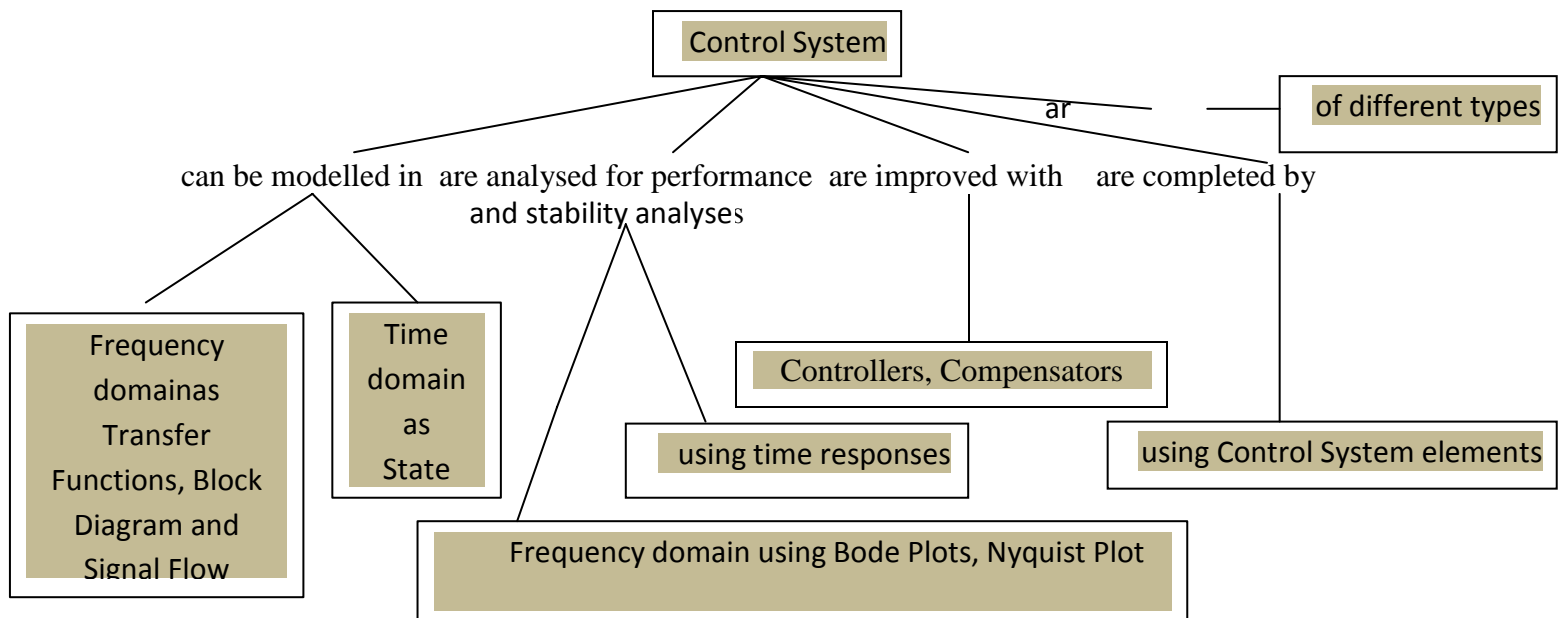 Control System
ar
of different types
can be modelled in
are analysed for performance
and stability analyses
are improved with
are completed by
Frequency
domainas
Transfer
Functions, Block
Diagram and
Signal Flow
Time
domain
as
State
Controllers, Compensators
using time responses
using Control System elements
Frequency domain using Bode Plots, Nyquist Plot